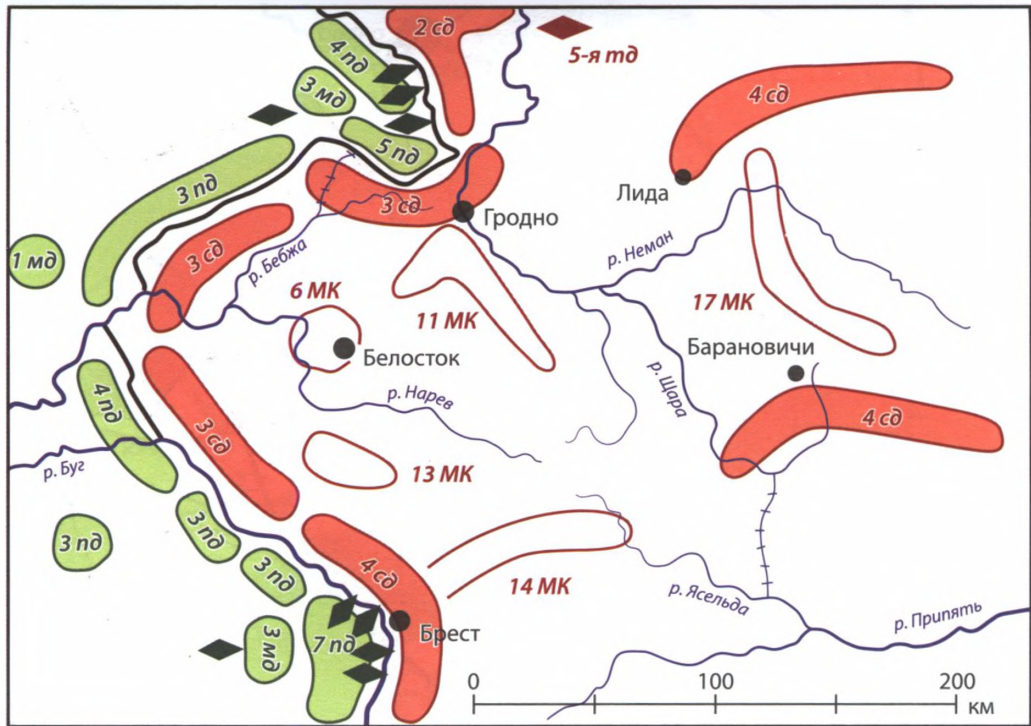 2 сд
5-я тд
4 пд
3 мд
5 пд
4 сд
3 пд
3 сд
Гродно
Лида
р. Неман
1 мд
3 сд
р. Бебжа
6 МК
11 МК
17 МК
Белосток
Барановичи
р. Нарев
р. Щара
4 пд
3 сд
4 сд
р. Буг
13 МК
3 пд
3 пд
3 пд
4 сд
14 МК
р. Ясельда
р. Припять
3 мд
7 пд
Брест
0 100 200
км